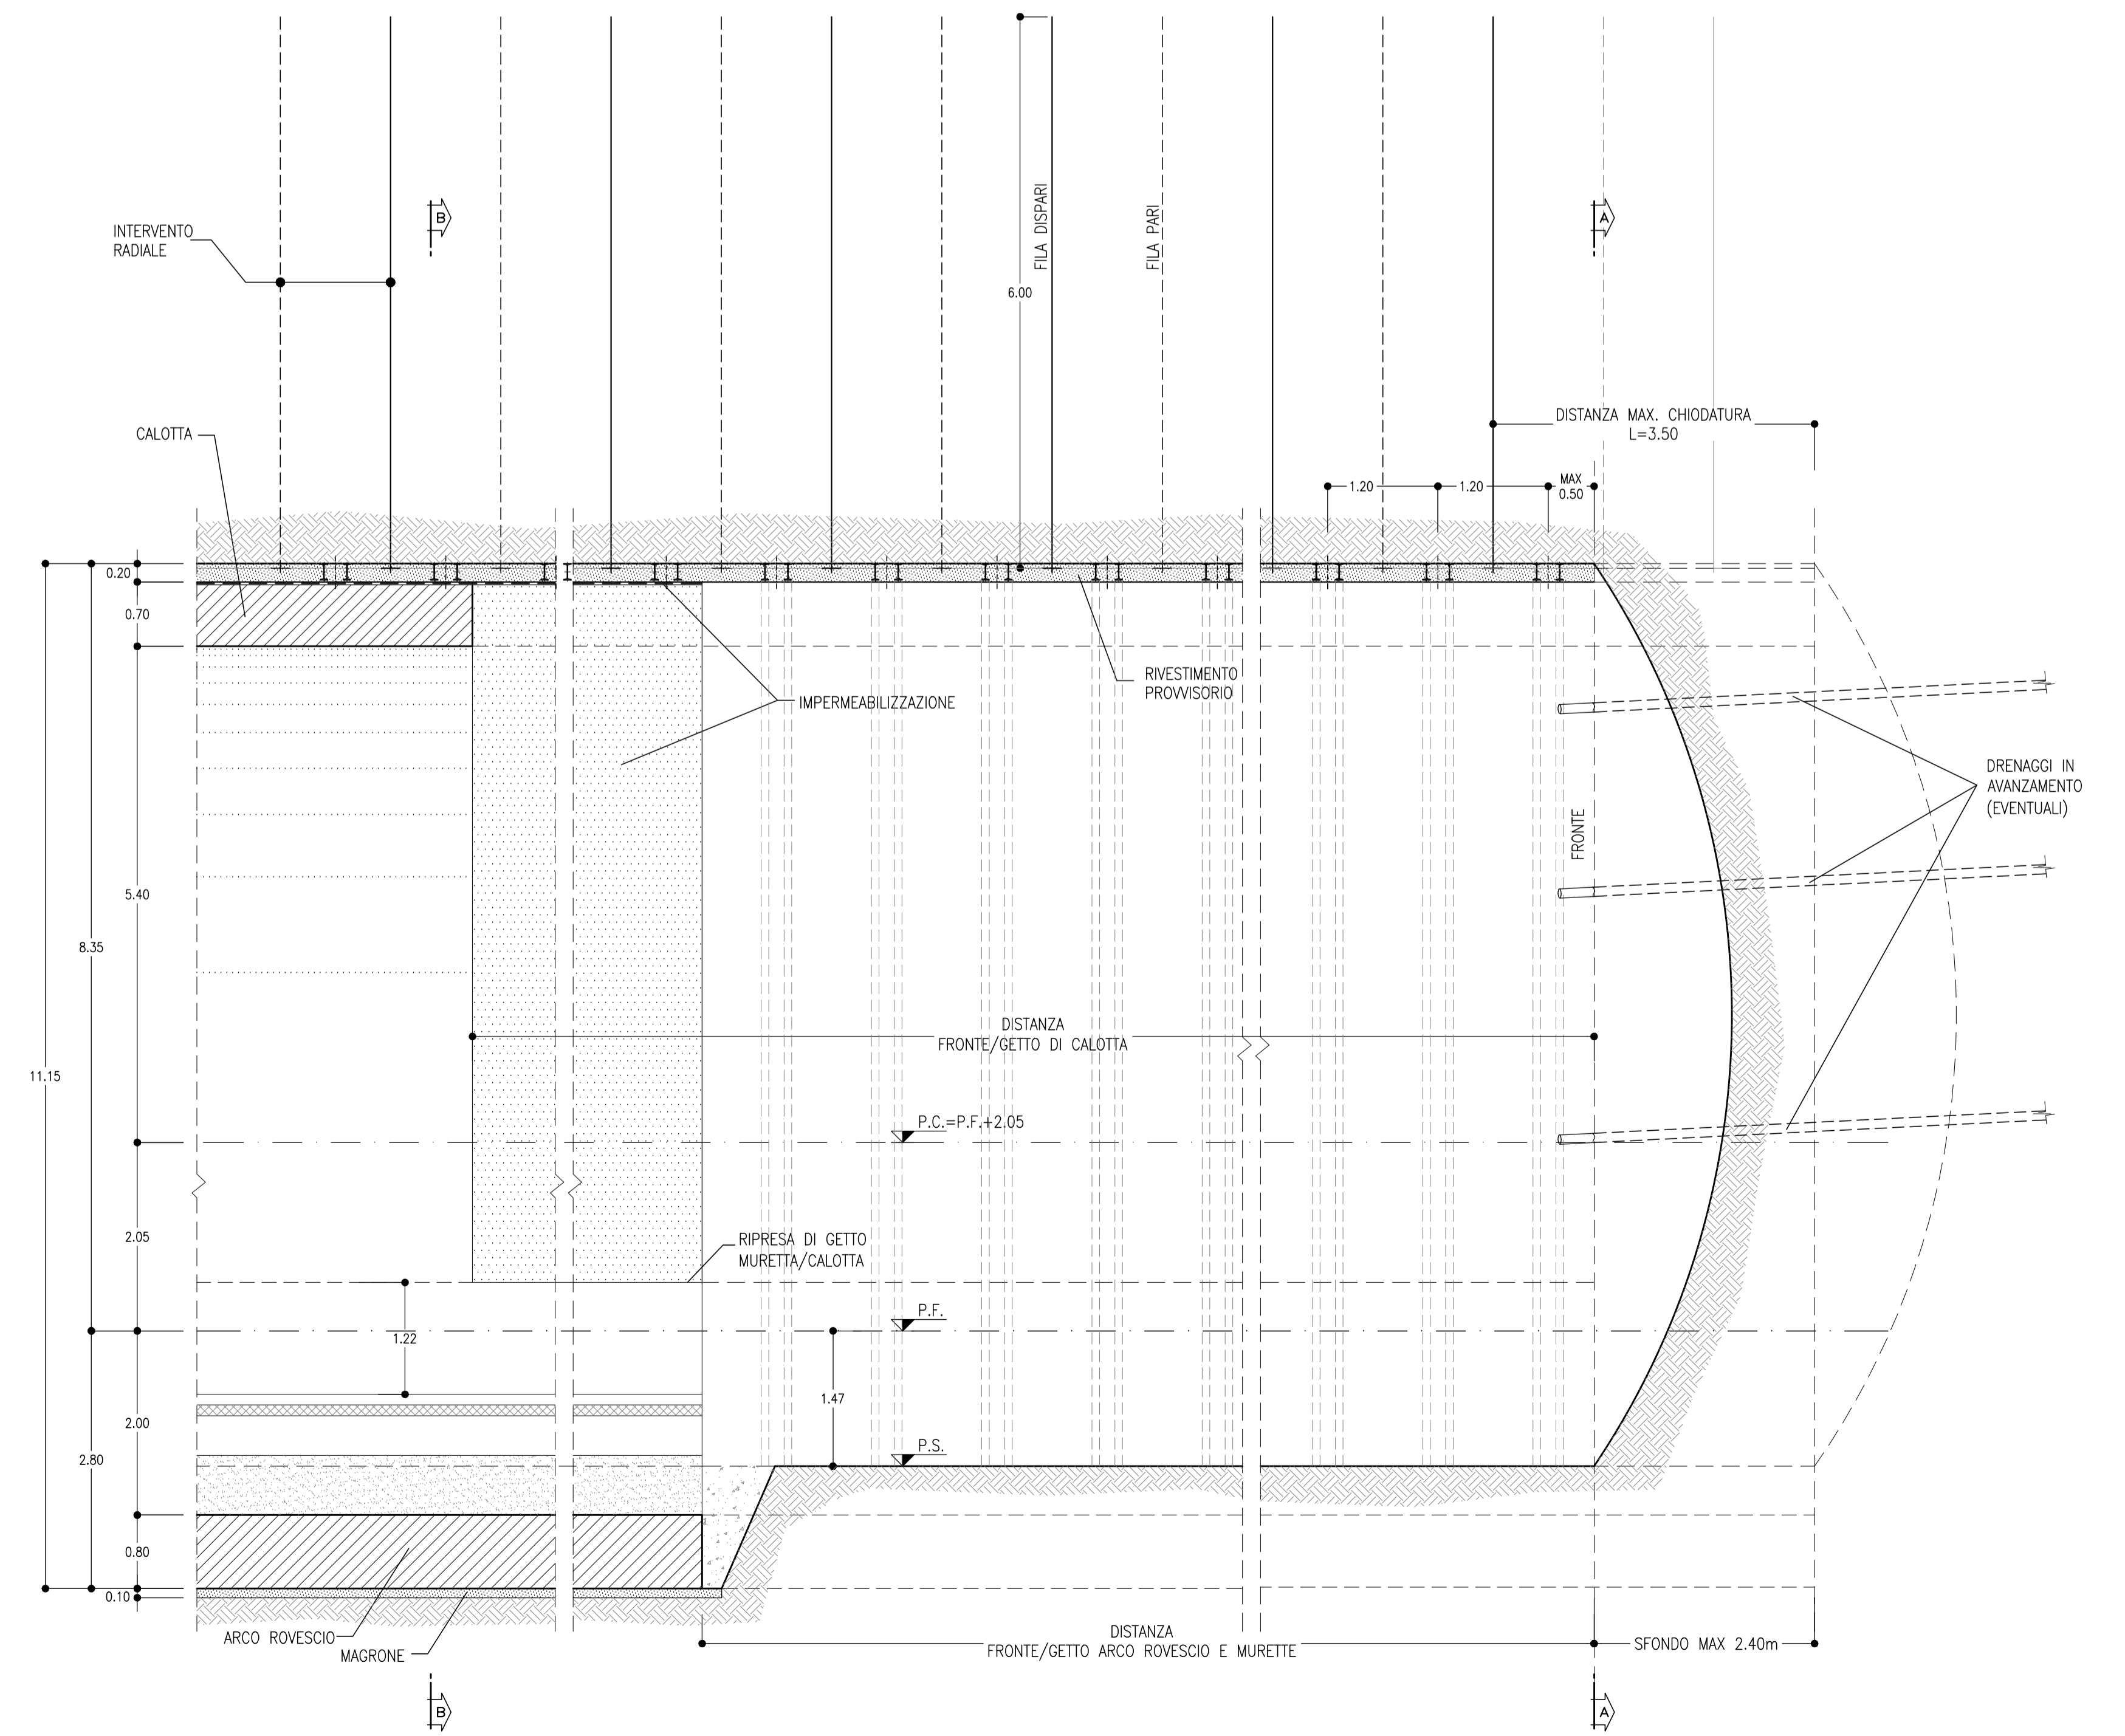 FILA DISPARI
FILA PARI
B
A
INTERVENTO
RADIALE
6.00
DISTANZA MAX. CHIODATURA
L=3.50
CALOTTA
1.20
1.20
MAX
0.50
0.20
0.70
RIVESTIMENTO
PROVVISORIO
IMPERMEABILIZZAZIONE
DRENAGGI IN
AVANZAMENTO
(EVENTUALI)
FRONTE
5.40
8.35
DISTANZA
FRONTE/GETTO DI CALOTTA
11.15
P.C.=P.F.+2.05
2.05
RIPRESA DI GETTO
MURETTA/CALOTTA
P.F.
1.22
1.47
2.00
P.S.
2.80
0.80
0.10
ARCO ROVESCIO
MAGRONE
DISTANZA
FRONTE/GETTO ARCO ROVESCIO E MURETTE
SFONDO MAX 2.40m
B
A